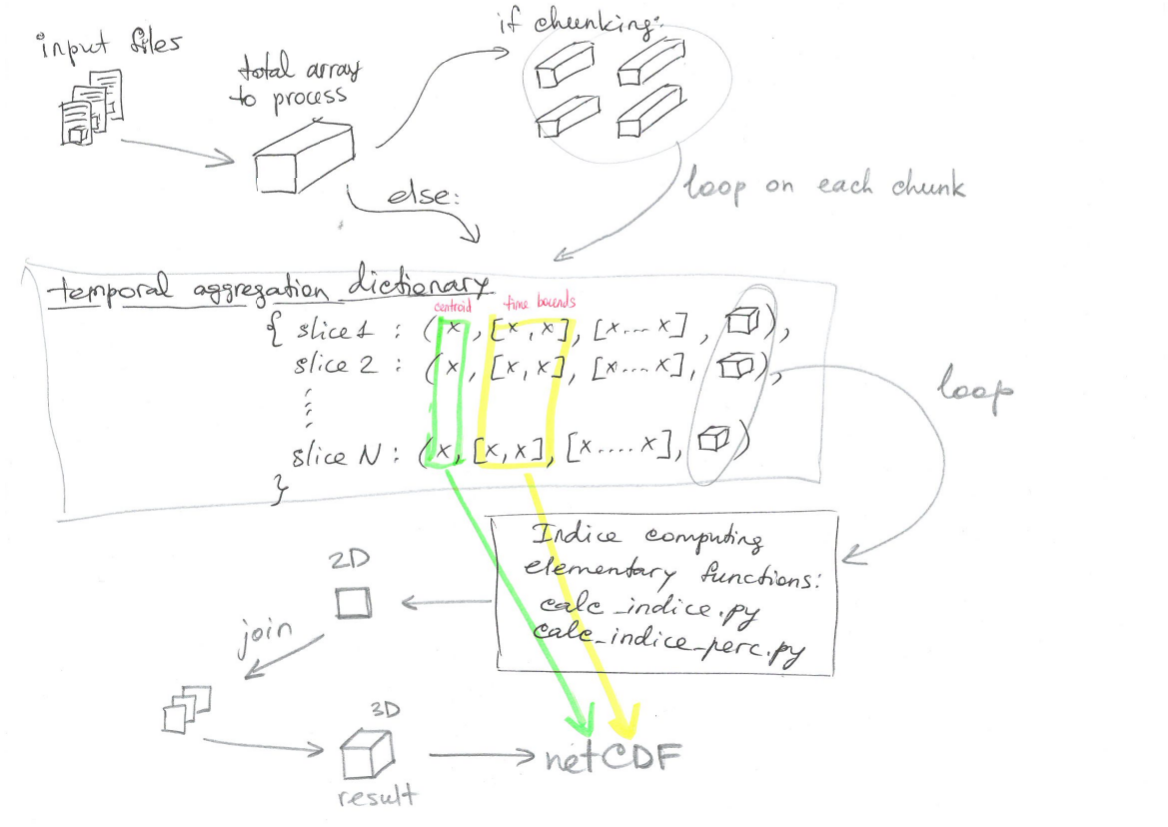 input files
total array
to process
if chunking:
else:
loop on each chunk
temporal aggregation dictionary
centroid
time bounds
{ slice 1 : (x, [x, x], [x...x], ),
slice 2 : (x, [x, x], [x...x], ),
slice N : (x, [x, x], [x....x], )
}
loop
Indice computing
elementary functions:
calc_indice.py
calc_indice_perc.py
2D
join
3D
result
netCDF